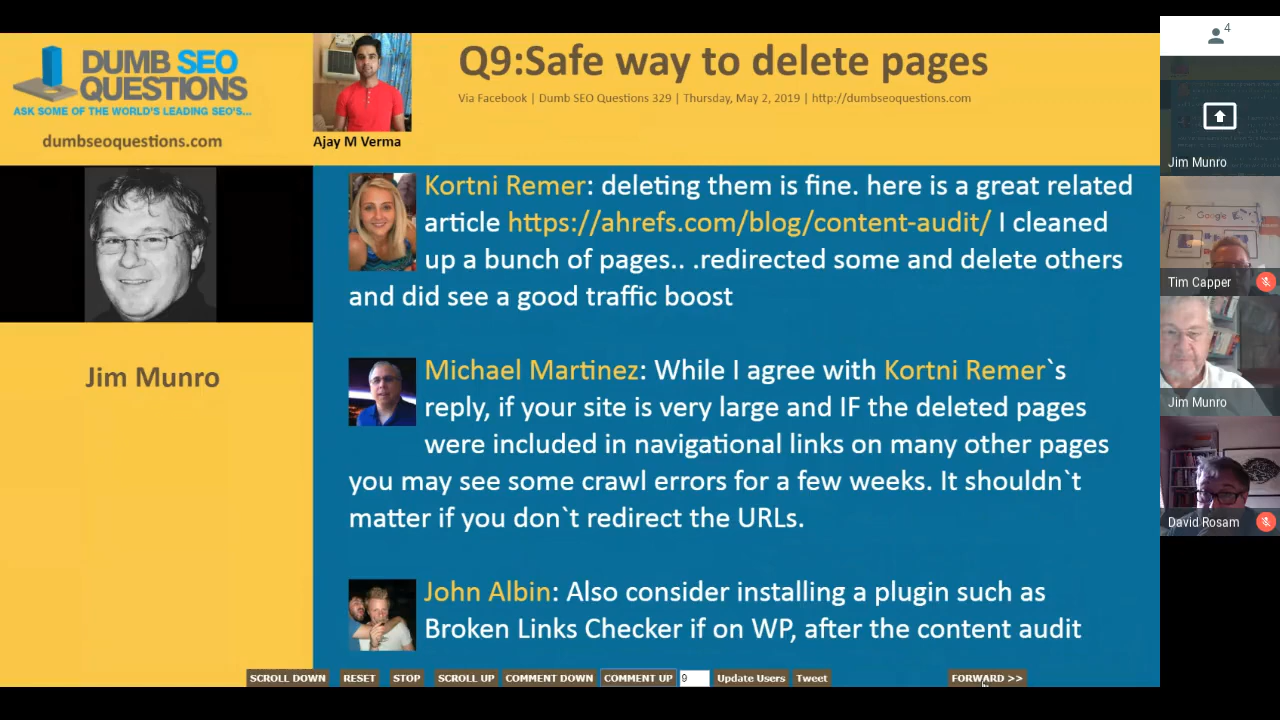 DUMB SEO
QUESTIONS
ASK SOME OF THE WORLD'S LEADING SEO'S...
dumbseoquestions.com
Ajay M Verma
Q9:Safe way to delete pages
Via Facebook | Dumb SEO Questions 329 | Thursday, May 2, 2019 | http://dumbseoquestions.com
Jim Munro
Kortni Remer: deleting them is fine. here is a great related
article https://ahrefs.com/blog/content-audit/ I cleaned
up a bunch of pages.. .redirected some and delete others
and did see a good traffic boost
Michael Martinez: While I agree with Kortni Remer`s
reply, if your site is very large and IF the deleted pages
were included in navigational links on many other pages
you may see some crawl errors for a few weeks. It shouldn`t
matter if you don`t redirect the URLs.
John Albin: Also consider installing a plugin such as
Broken Links Checker if on WP, after the content audit
SCROLL DOWN RESET STOP SCROLL UP COMMENT DOWN COMMENT UP 9 Update Users Tweet FORWARD >>
4
Jim Munro
Google
Tim Capper
Jim Munro
David Rosam